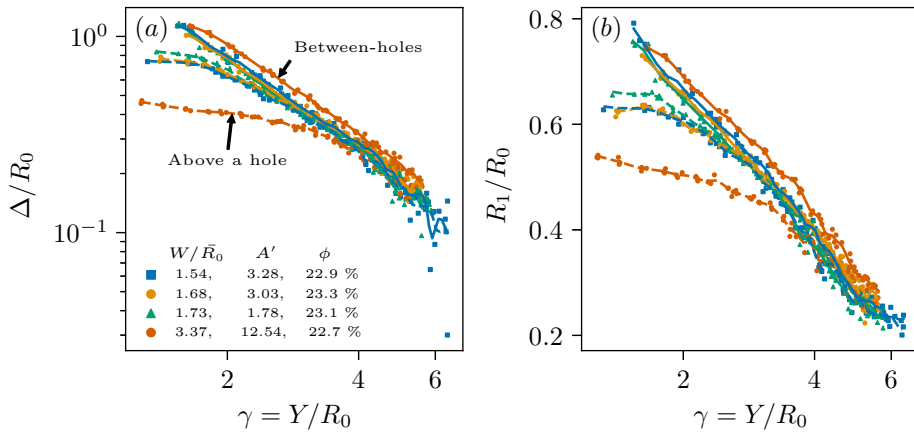 (a)
Between-holes
Above a hole
Δ/R₀
10⁰
10⁻¹
W/R̄₀ A′ ϕ
1.54, 3.28, 22.9 %
1.68, 3.03, 23.3 %
1.73, 1.78, 23.1 %
3.37, 12.54, 22.7 %
2 4 6
γ = Y/R₀
(b)
R₁/R₀
0.8
0.6
0.4
0.2
2 4 6
γ = Y/R₀